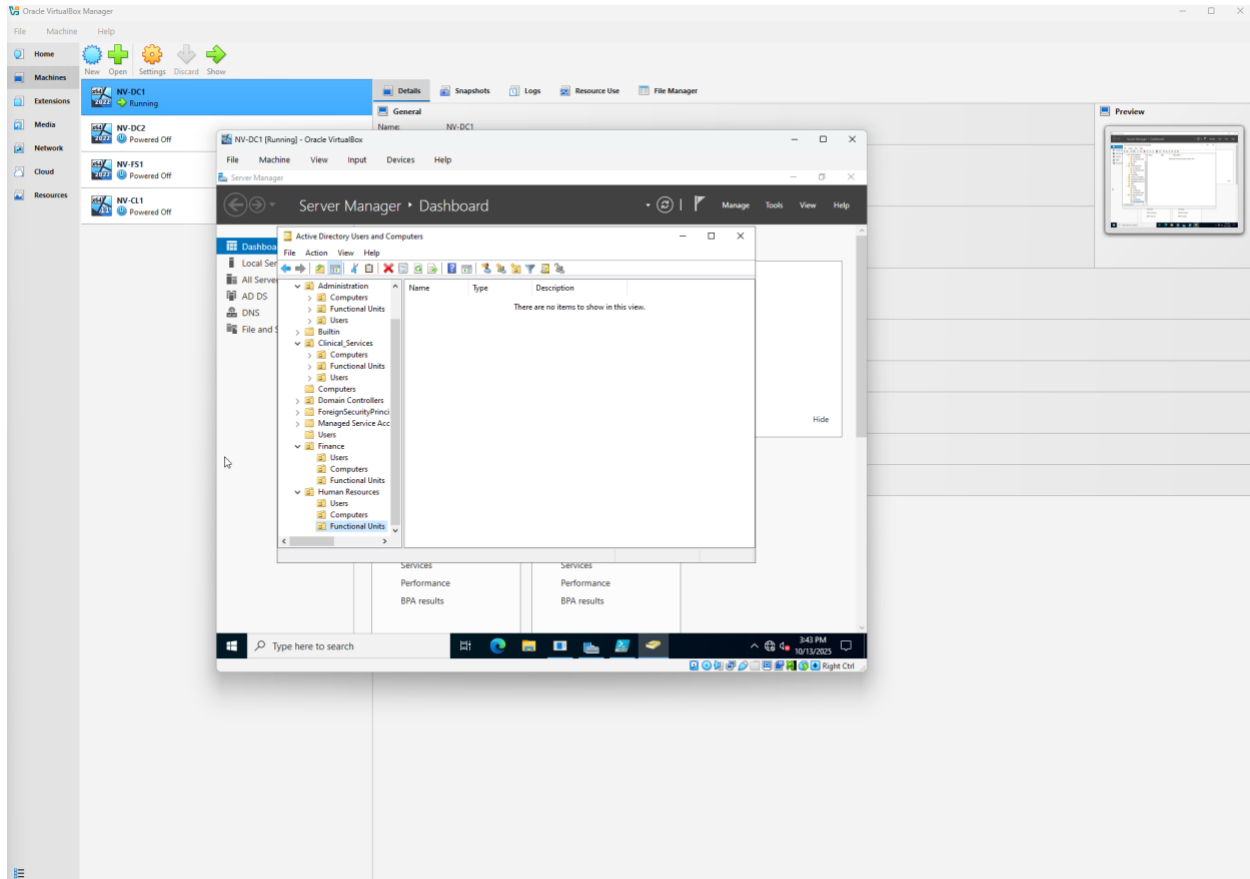 Oracle VirtualBox Manager
File Machine Help
Home
Machines
Extensions
Media
Network
Cloud
Resources
New Open Settings Discard Show
NV-DC1
Running
NV-DC2
Powered Off
NV-FS1
Powered Off
NV-CL1
Powered Off
Details Snapshots Logs Resource Use File Manager
General
Name: NV-DC1
Preview
NV-DC1 [Running] - Oracle VirtualBox
File Machine View Input Devices Help
Server Manager
Server Manager • Dashboard
Manage Tools View Help
Dashboa
Local Ser
All Server
AD DS
DNS
File and S
Active Directory Users and Computers
File Action View Help
Administration
Computers
Functional Units
Users
Builtin
Clinical_Services
Computers
Functional Units
Users
Computers
Domain Controllers
ForeignSecurityPrinci
Managed Service Acc
Users
Finance
Users
Computers
Functional Units
Human Resources
Users
Computers
Functional Units
Name Type Description
There are no items to show in this view.
Hide
Services Services
Performance Performance
BPA results BPA results
Type here to search
3:43 PM
10/13/2025
Right Ctrl